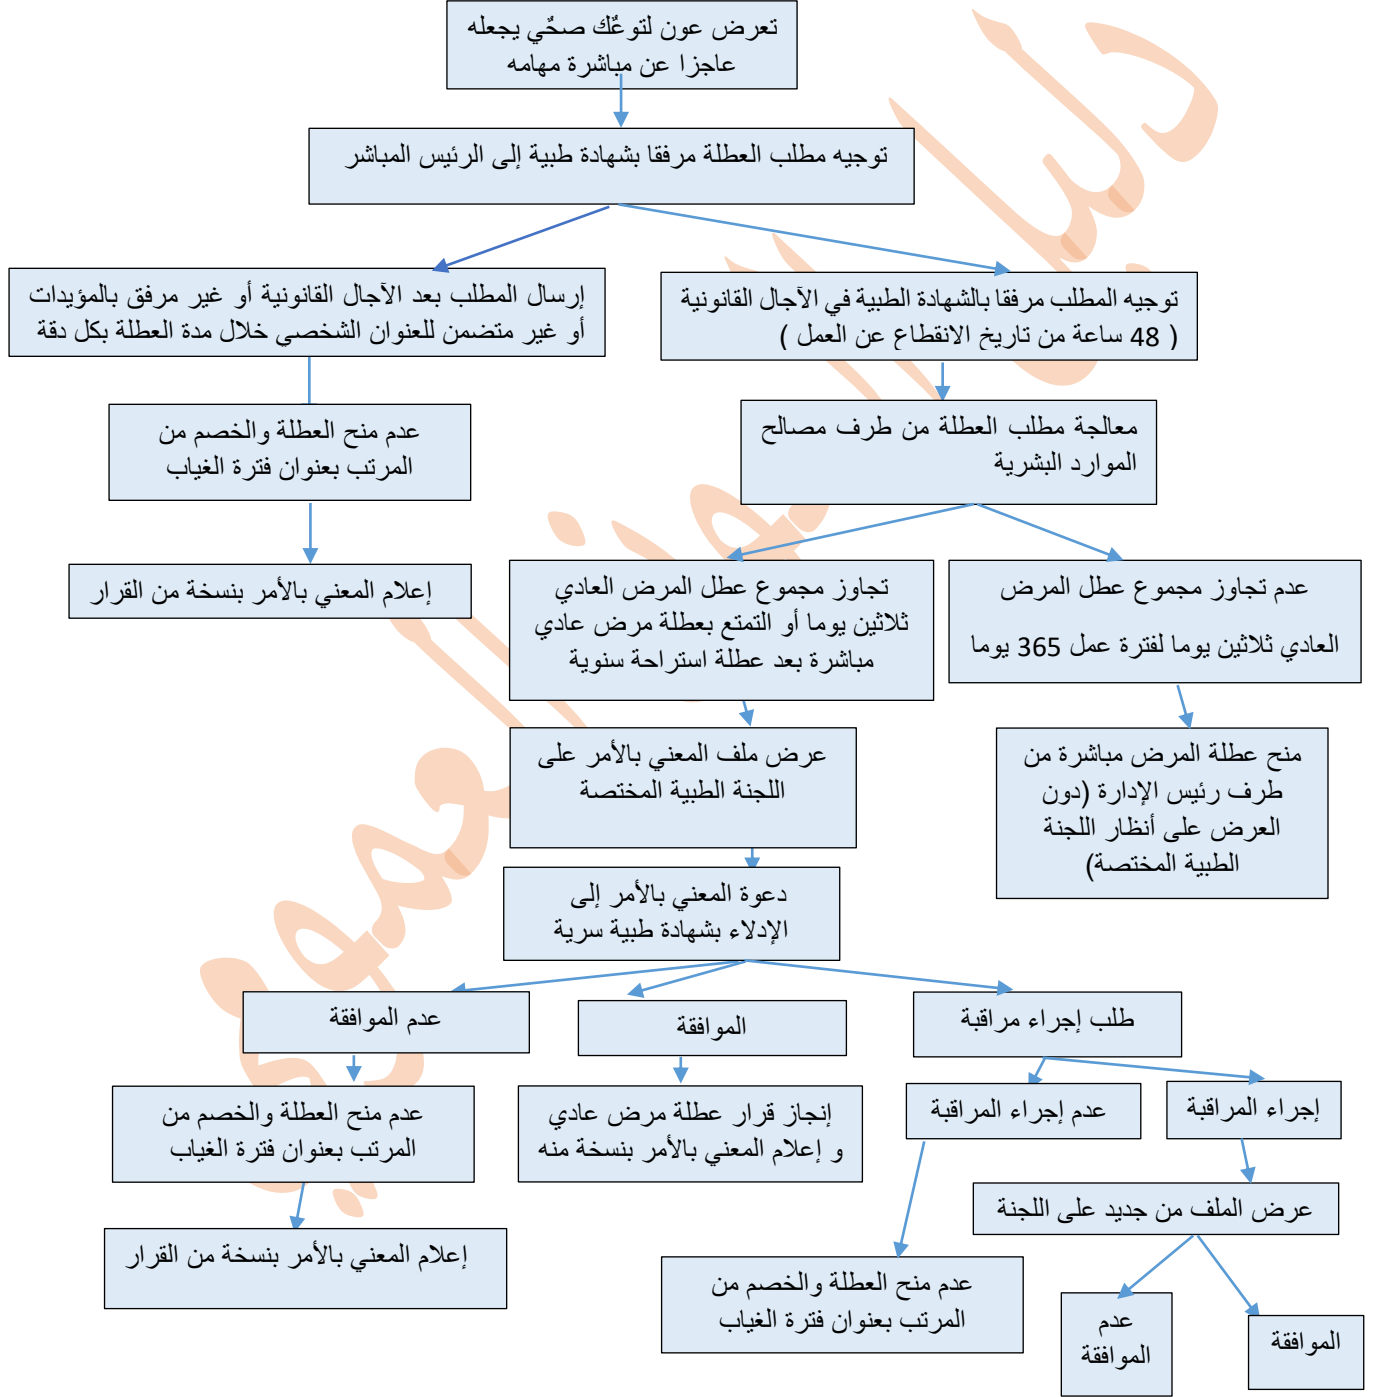 تعرض عون لتوعّك صحّي يجعله
عاجزا عن مباشرة مهامه
توجيه مطلب العطلة مرفقا بشهادة طبية إلى الرئيس المباشر
توجيه المطلب مرفقا بالشهادة الطبية في الآجال القانونية
( 48 ساعة من تاريخ الانقطاع عن العمل )
إرسال المطلب بعد الآجال القانونية أو غير مرفق بالمؤيدات
أو غير متضمن للعنوان الشخصي خلال مدة العطلة بكل دقة
معالجة مطلب العطلة من طرف مصالح
الموارد البشرية
عدم منح العطلة والخصم من
المرتب بعنوان فترة الغياب
إعلام المعني بالأمر بنسخة من القرار
عدم تجاوز مجموع عطل المرض
العادي ثلاثين يوما لفترة عمل 365 يوما
تجاوز مجموع عطل المرض العادي
ثلاثين يوما أو التمتع بعطلة مرض عادي
مباشرة بعد عطلة استراحة سنوية
منح عطلة المرض مباشرة من
طرف رئيس الإدارة (دون
العرض على أنظار اللجنة
الطبية المختصة)
عرض ملف المعني بالأمر على
اللجنة الطبية المختصة
دعوة المعني بالأمر إلى
الإدلاء بشهادة طبية سرية
طلب إجراء مراقبة
الموافقة
عدم الموافقة
إجراء المراقبة
عدم إجراء المراقبة
إنجاز قرار عطلة مرض عادي
و إعلام المعني بالأمر بنسخة منه
عدم منح العطلة والخصم من
المرتب بعنوان فترة الغياب
عرض الملف من جديد على اللجنة
إعلام المعني بالأمر بنسخة من القرار
عدم منح العطلة والخصم من
المرتب بعنوان فترة الغياب
الموافقة
عدم
الموافقة